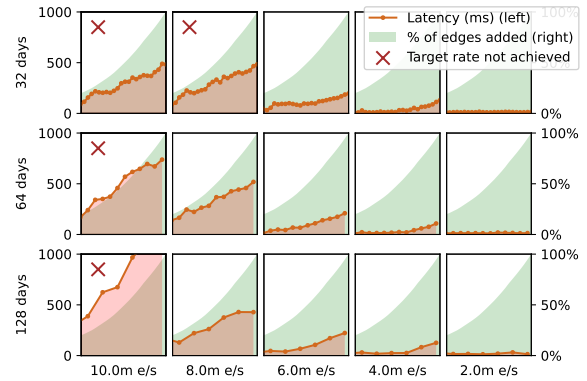 Latency (ms) (left)
% of edges added (right)
Target rate not achieved
32 days
1000
500
0
100%
0%
64 days
1000
500
0
100%
50%
0%
128 days
1000
500
0
100%
50%
0%
10.0m e/s
8.0m e/s
6.0m e/s
4.0m e/s
2.0m e/s